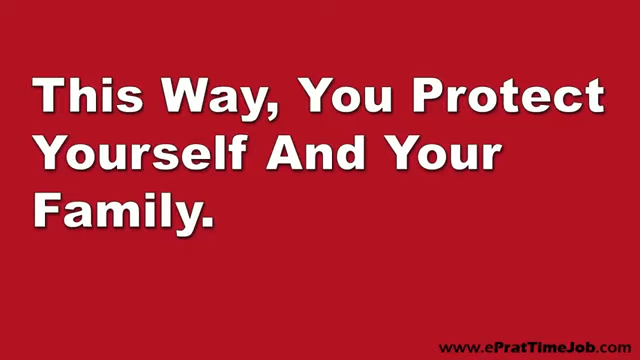 This Way, You Protect
Yourself And Your
Family.
www.ePratTimeJob.com